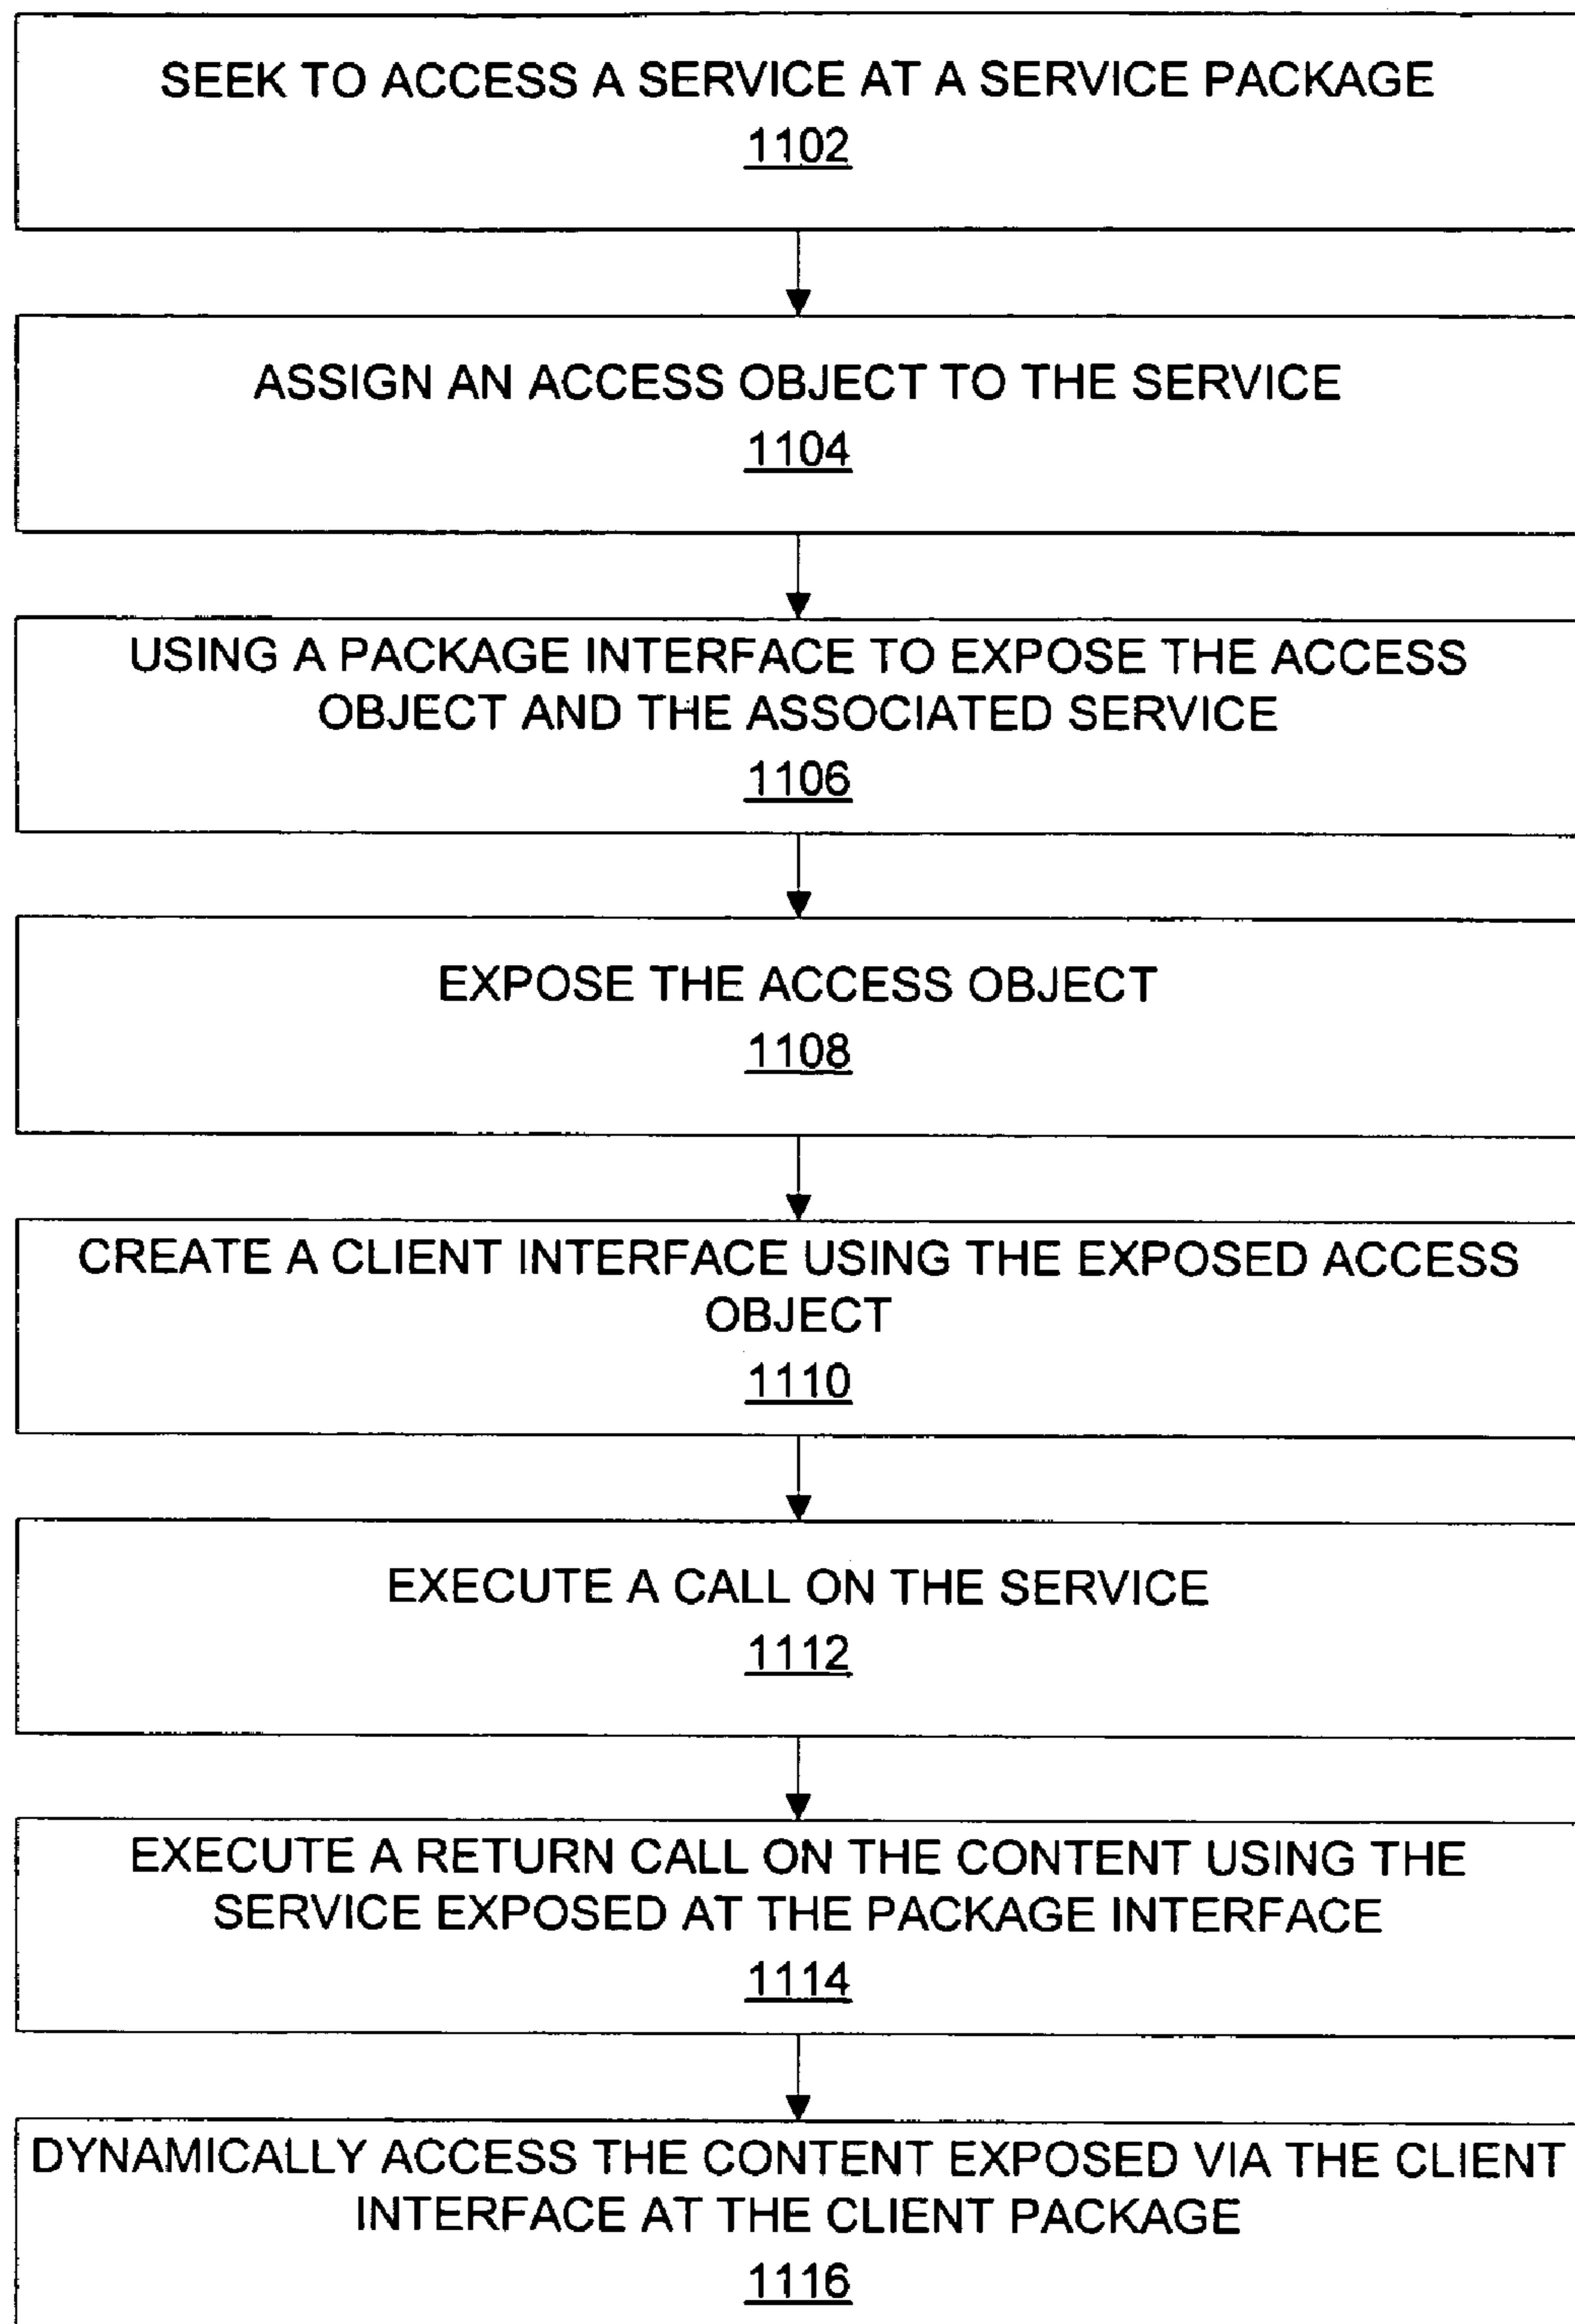 SEEK TO ACCESS A SERVICE AT A SERVICE PACKAGE
1102
ASSIGN AN ACCESS OBJECT TO THE SERVICE
1104
USING A PACKAGE INTERFACE TO EXPOSE THE ACCESS
OBJECT AND THE ASSOCIATED SERVICE
1106
EXPOSE THE ACCESS OBJECT
1108
CREATE A CLIENT INTERFACE USING THE EXPOSED ACCESS
OBJECT
1110
EXECUTE A CALL ON THE SERVICE
1112
EXECUTE A RETURN CALL ON THE CONTENT USING THE
SERVICE EXPOSED AT THE PACKAGE INTERFACE
1114
DYNAMICALLY ACCESS THE CONTENT EXPOSED VIA THE CLIENT
INTERFACE AT THE CLIENT PACKAGE
1116